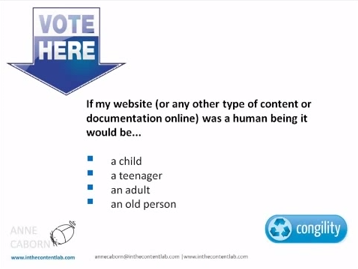 VOTE
HERE
If my website (or any other type of content or
documentation online) was a human being it
would be...
a child
a teenager
an adult
an old person
ANNE
CABORN
congility
www.inthecontentlab.com annecaborn@inthecontentlab.com | www.inthecontentlab.com